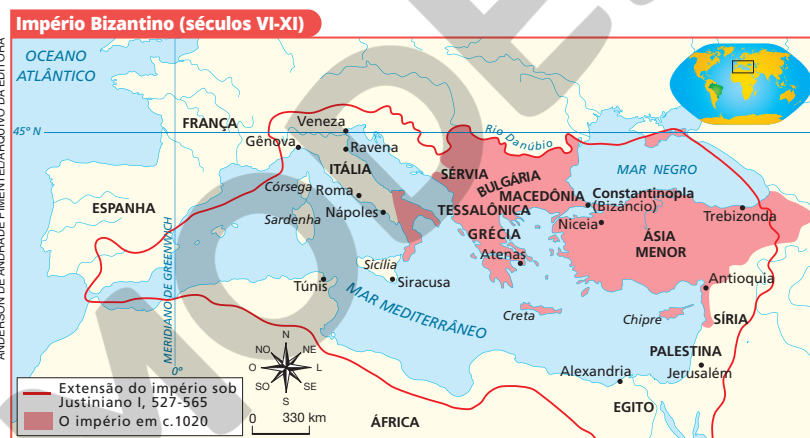 Império Bizantino (séculos VI-XI)
OCEANO
ATLÂNTICO
45° N
FRANÇA
Veneza
Gênova
Ravena
ITÁLIA
Córsega
Roma
Sardenha
Nápoles
ESPANHA
MERIDIANO DE GREENWICH
0°
Rio Danúbio
SÉRVIA
BULGÁRIA
MACEDÔNIA
TESSALÔNICA
GRÉCIA
Atenas
MAR NEGRO
Constantinopla
(Bizâncio)
Niceia
Trebizonda
ÁSIA
MENOR
Sicília
Siracusa
Túnis
MAR MEDITERRÂNEO
Creta
Chipre
Antioquia
SÍRIA
PALESTINA
Jerusalém
Alexandria
EGITO
ÁFRICA
N
NO
NE
O
L
SO
SE
S
0
330 km
Extensão do império sob
Justiniano I, 527-565
O império em c.1020
ANDERSON DE ANDRADE PIMENTEL/ARQUIVO DA EDITORA